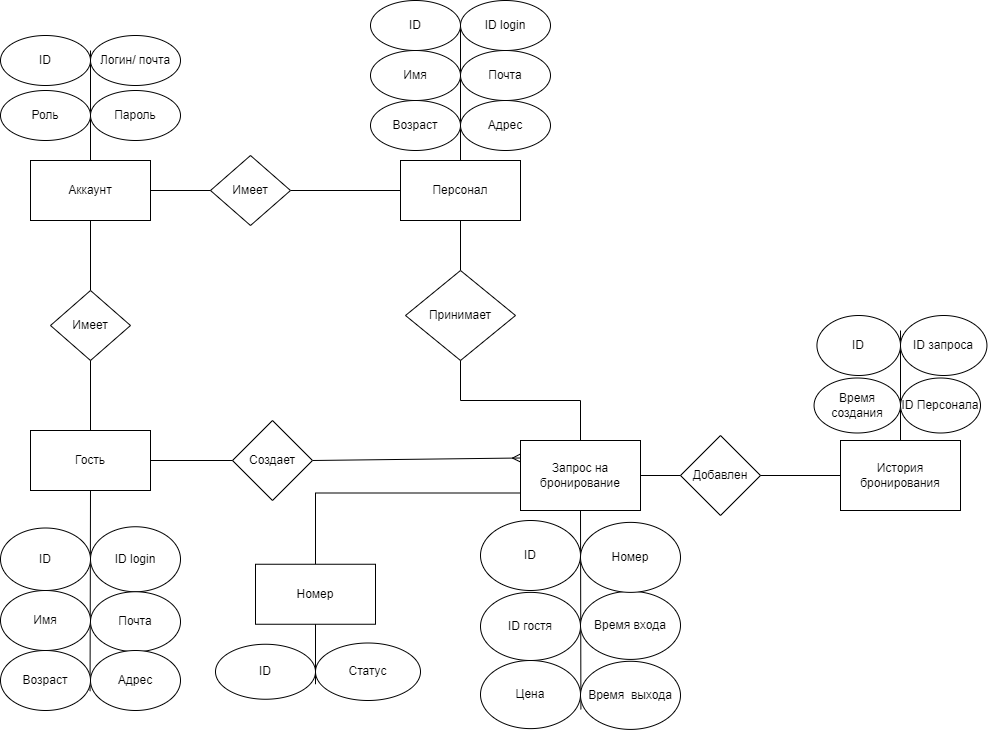 ID
ID login
Имя
Почта
Возраст
Адрес
ID
Логин/ почта
Роль
Пароль
Аккаунт
Имеет
Персонал
Имеет
Принимает
ID
ID запроса
Время
создания
ID Персонала
Гость
Создает
Запрос на
бронирование
Добавлен
История
бронирования
ID
ID login
Имя
Почта
Возраст
Адрес
Номер
ID
Статус
ID
Номер
ID гостя
Время входа
Цена
Время выхода